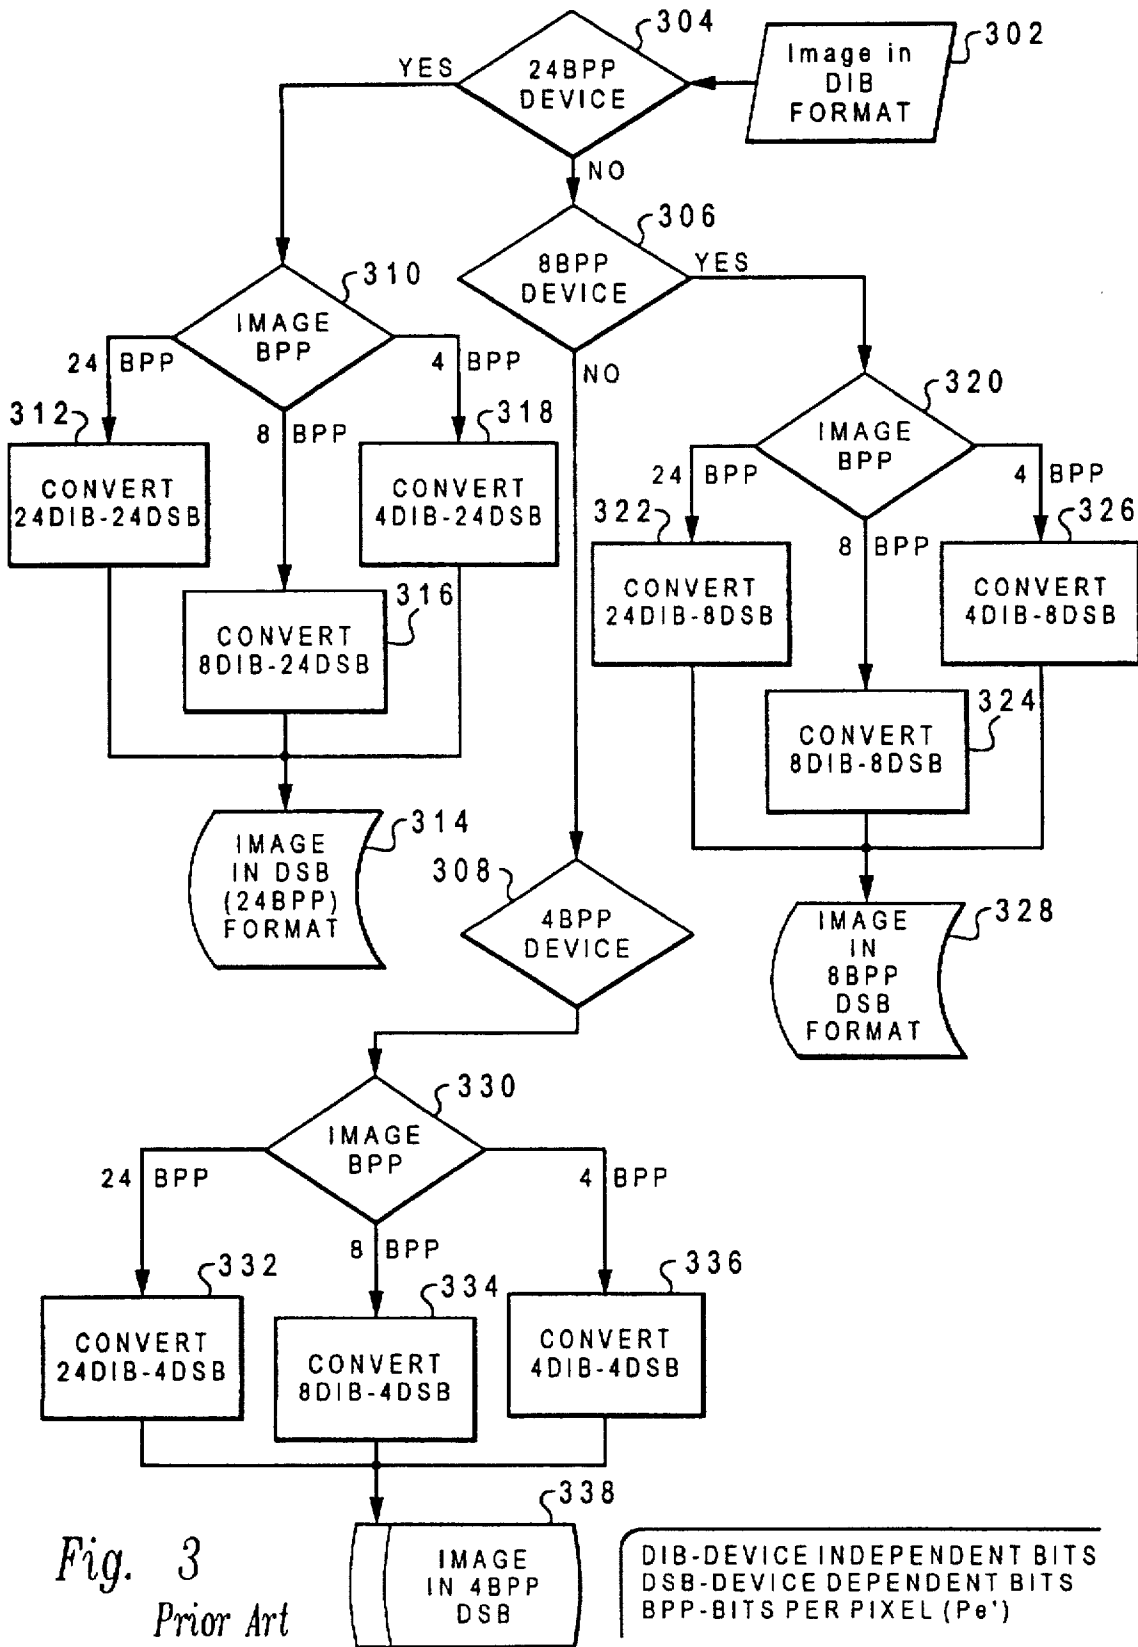 304
302
Image in
DIB
FORMAT
YES
24BPP
DEVICE
NO
306
8BPP
DEVICE
YES
310
IMAGE
BPP
24 BPP
4 BPP
NO
320
IMAGE
BPP
312
8 BPP
318
24 BPP
4 BPP
CONVERT
24DIB-24DSB
CONVERT
4DIB-24DSB
322
8 BPP
326
316
CONVERT
8DIB-24DSB
CONVERT
24DIB-8DSB
CONVERT
4DIB-8DSB
324
CONVERT
8DIB-8DSB
314
IMAGE
IN DSB
(24BPP)
FORMAT
308
4BPP
DEVICE
328
IMAGE
IN
8BPP
DSB
FORMAT
330
IMAGE
BPP
24 BPP
4 BPP
8 BPP
332
334
336
CONVERT
24DIB-4DSB
CONVERT
8DIB-4DSB
CONVERT
4DIB-4DSB
338
IMAGE
IN 4BPP
DSB
Fig. 3
Prior Art
DIB-DEVICE INDEPENDENT BITS
DSB-DEVICE DEPENDENT BITS
BPP-BITS PER PIXEL (Pe')